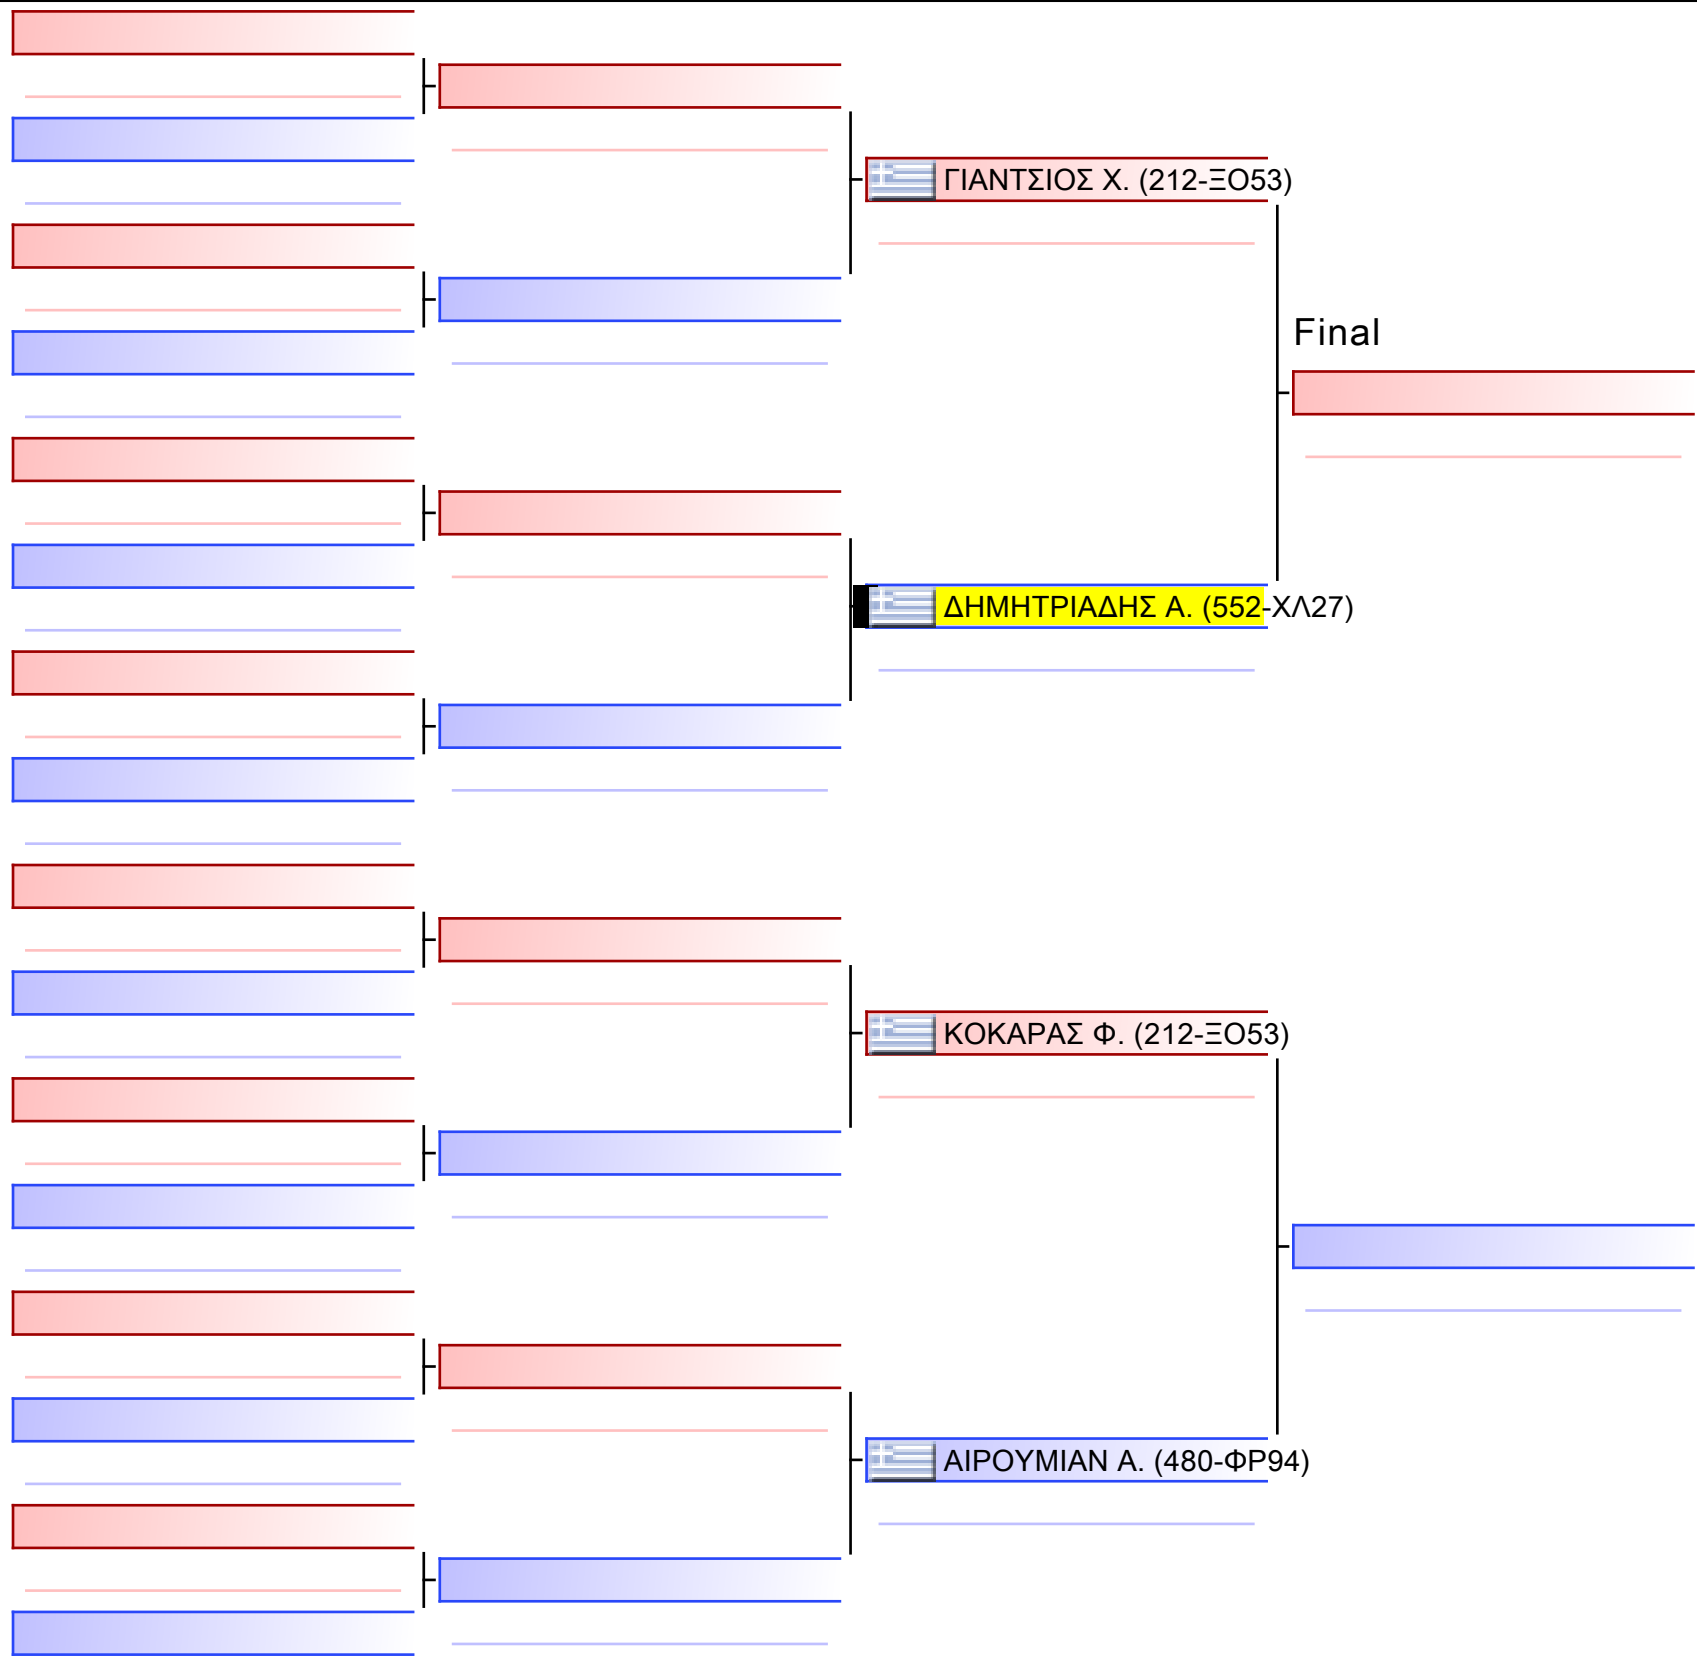 ΓΙΑΝΤΣΙΟΣ Χ. (212-ΞΟ53)
Final
ΔΗΜΗΤΡΙΑΔΗΣ Α. (552-ΧΛ27)
ΚΟΚΑΡΑΣ Φ. (212-ΞΟ53)
ΑΙΡΟΥΜΙΑΝ Α. (480-ΦΡ94)